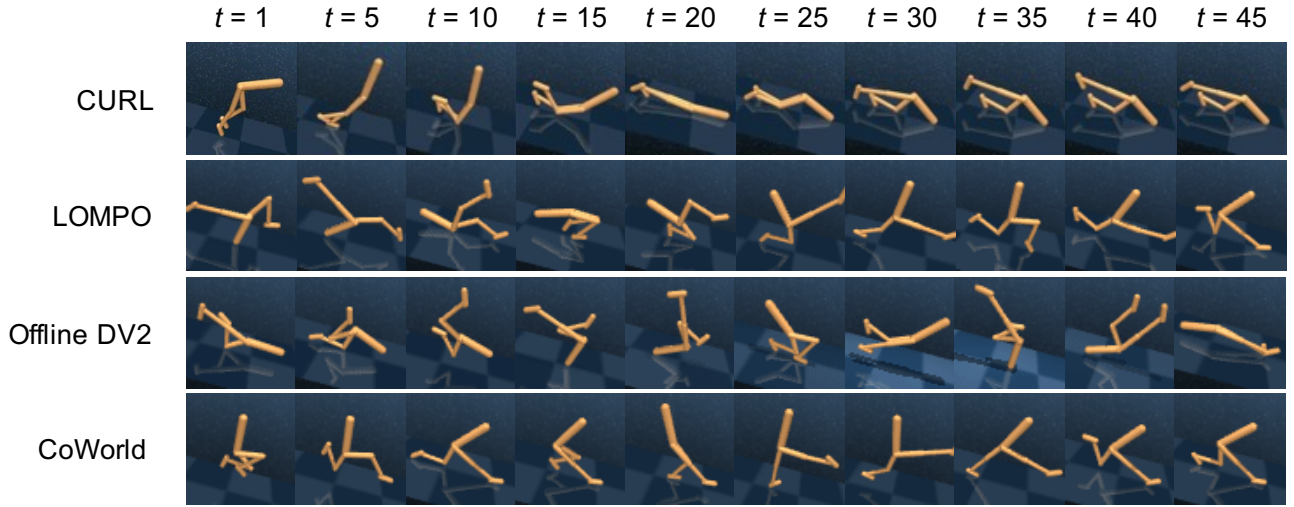 t = 1 t = 5 t = 10 t = 15 t = 20 t = 25 t = 30 t = 35 t = 40 t = 45
CURL
LOMPO
Offline DV2
CoWorld